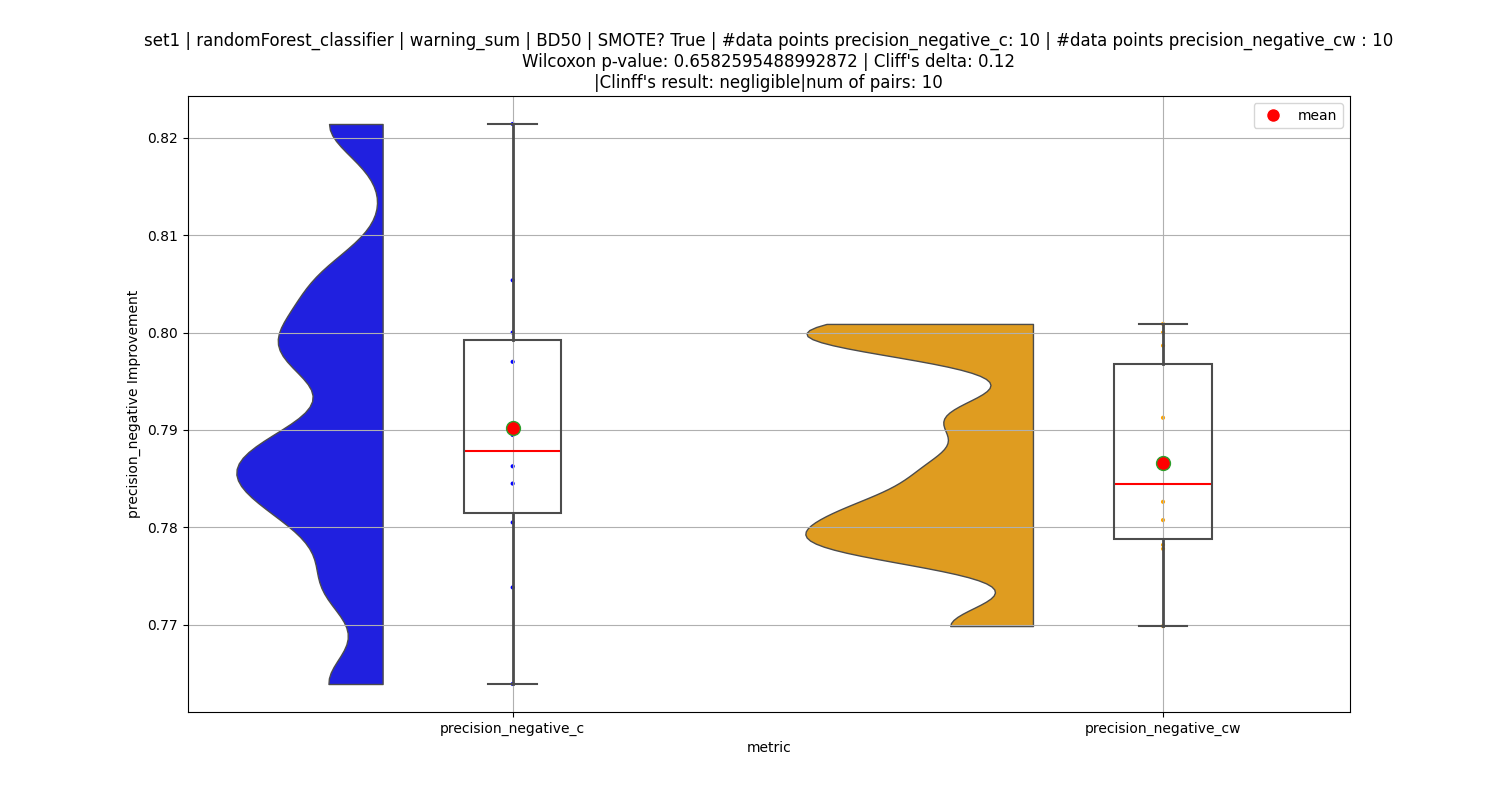 set1 | randomForest_classifier | warning_sum | BD50 | SMOTE? True | #data points precision_negative_c: 10 | #data points precision_negative_cw : 10
Wilcoxon p-value: 0.6582595488992872 | Cliff's delta: 0.12
|Clinff's result: negligible|num of pairs: 10
mean
0.82
0.81
0.80
0.79
0.78
0.77
precision_negative Improvement
precision_negative_c
precision_negative_cw
metric